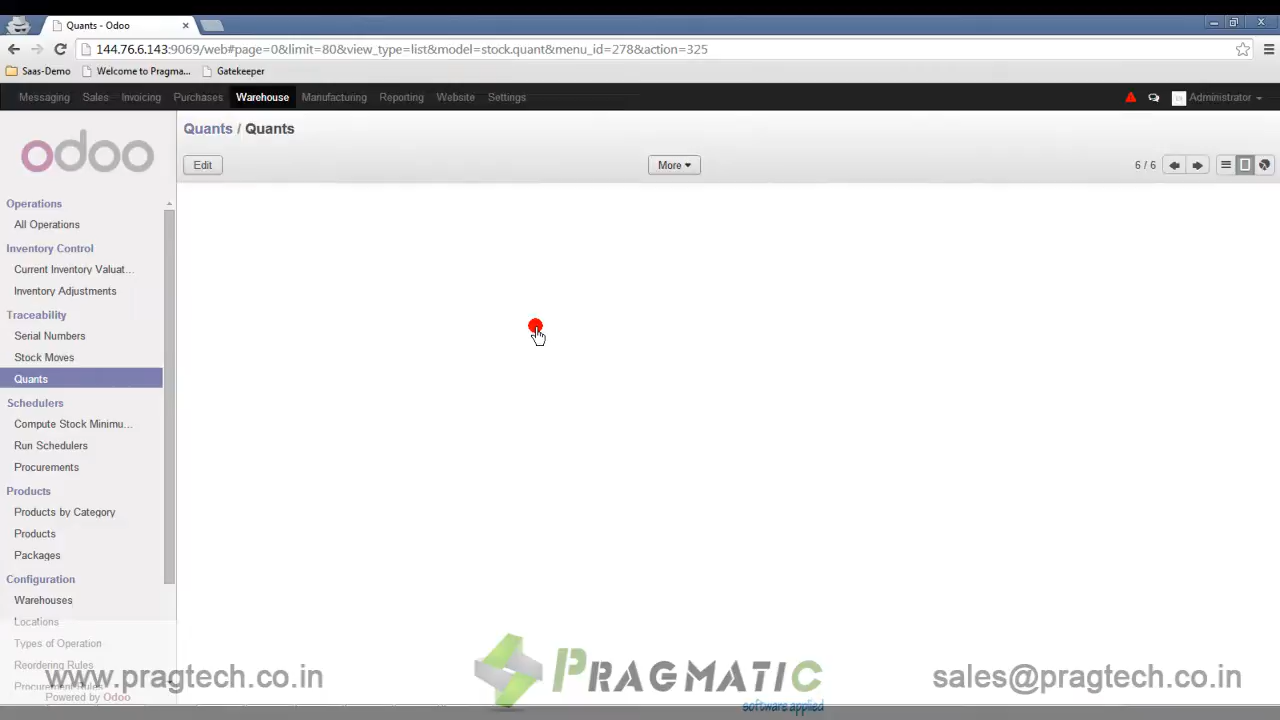 Quants - Odoo
144.76.6.143:9069/web#page=0&limit=80&view_type=list&model=stock.quant&menu_id=278&action=325
Saas-Demo Welcome to Pragma... Gatekeeper
Messaging Sales Invoicing Purchases Warehouse Manufacturing Reporting Website Settings Administrator
odoo
Quants / Quants
Edit More 6 / 6
Operations
All Operations
Inventory Control
Current Inventory Valuat...
Inventory Adjustments
Traceability
Serial Numbers
Stock Moves
Quants
Schedulers
Compute Stock Minimu...
Run Schedulers
Procurements
Products
Products by Category
Products
Packages
Configuration
Warehouses
Locations
Types of Operation
Reordering Rules
Procurement Rules
Powered by Odoo
www.pragtech.co.in
PRAGMATIC
software applied
sales@pragtech.co.in